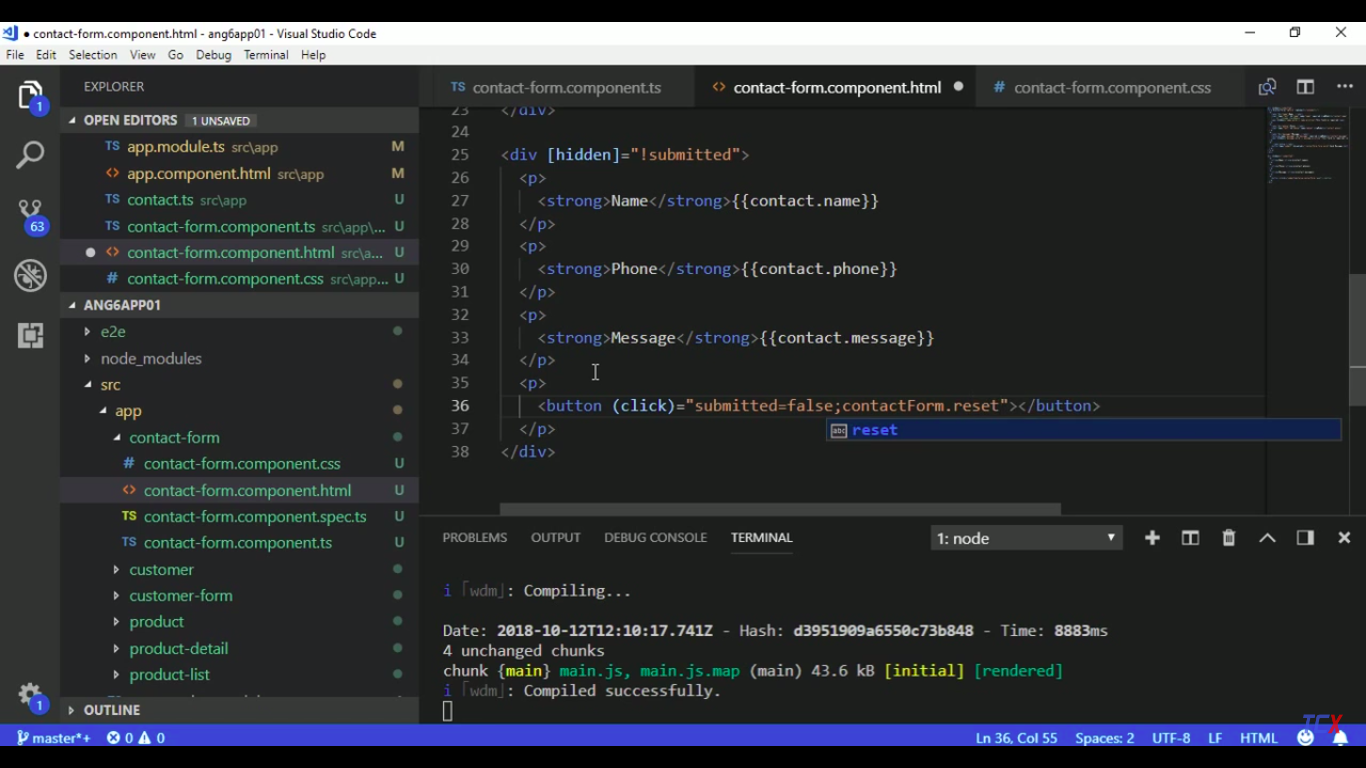 ● contact-form.component.html - ang6app01 - Visual Studio Code
File Edit Selection View Go Debug Terminal Help
EXPLORER
OPEN EDITORS 1 UNSAVED
TS app.module.ts src\app M
<> app.component.html src\app M
TS contact.ts src\app U
TS contact-form.component.ts src\app\... U
● <> contact-form.component.html src\a... U
# contact-form.component.css src\app... U
ANG6APP01
e2e
node_modules
src
app
contact-form
# contact-form.component.css U
<> contact-form.component.html U
TS contact-form.component.spec.ts U
TS contact-form.component.ts U
customer
customer-form
product
product-detail
product-list
OUTLINE
1
63
1
TS contact-form.component.ts <> contact-form.component.html ● # contact-form.component.css
23 </div>
24
25 <div [hidden]="!submitted">
26 <p>
27 <strong>Name</strong>{{contact.name}}
28 </p>
29 <p>
30 <strong>Phone</strong>{{contact.phone}}
31 </p>
32 <p>
33 <strong>Message</strong>{{contact.message}}
34 </p>
35 <p>
36 <button (click)="submitted=false;contactForm.reset"></button>
37 </p>
38 </div>
abc reset
PROBLEMS OUTPUT DEBUG CONSOLE TERMINAL 1: node
i ｢wdm｣: Compiling...
Date: 2018-10-12T12:10:17.741Z - Hash: d3951909a6550c73b848 - Time: 8883ms
4 unchanged chunks
chunk {main} main.js, main.js.map (main) 43.6 kB [initial] [rendered]
i ｢wdm｣: Compiled successfully.
master*+ 0 0 Ln 36, Col 55 Spaces: 2 UTF-8 LF HTML
TCX